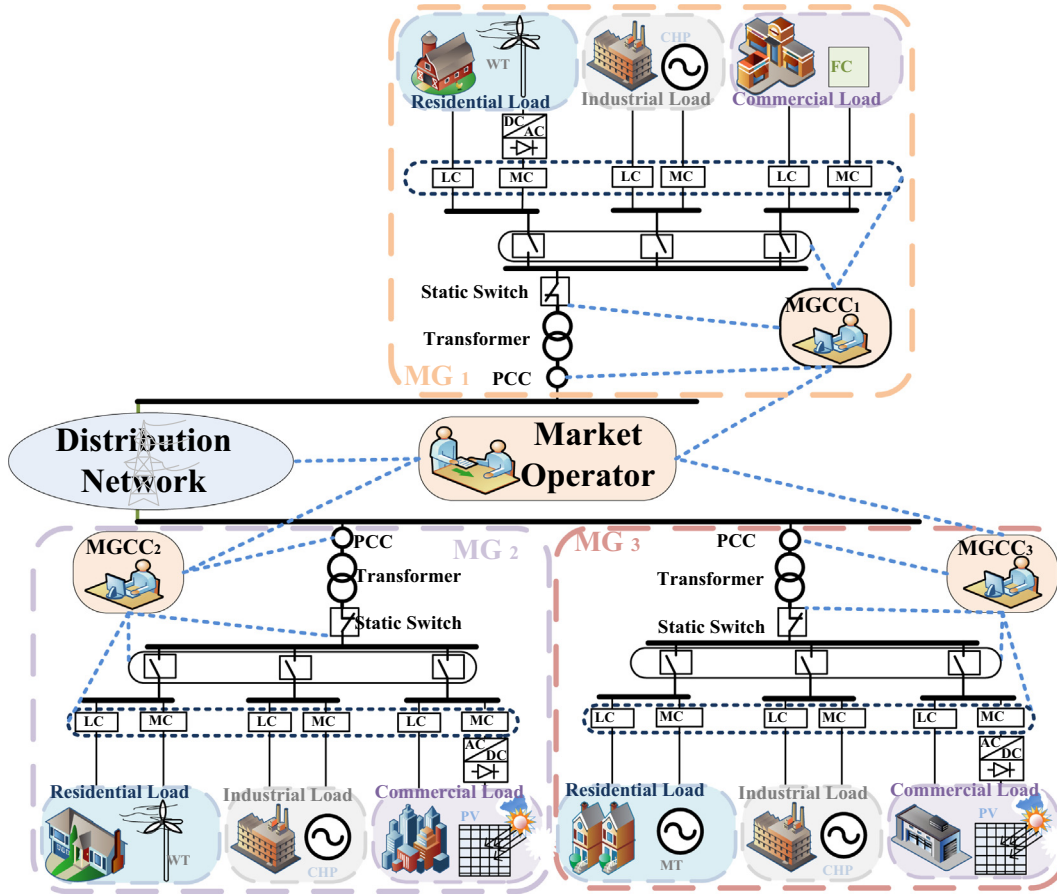 WT
CHP
FC
Residential Load
Industrial Load
Commercial Load
DC
AC
LC
MC
LC
MC
LC
MC
Static Switch
MGCC1
Transformer
MG 1
PCC
Distribution
Network
Market
Operator
MGCC2
PCC
MG 2
Transformer
Static Switch
LC
MC
LC
MC
LC
MC
AC
DC
Residential Load
Industrial Load
Commercial Load
WT
CHP
PV
MG 3
PCC
MGCC3
Transformer
Static Switch
LC
MC
LC
MC
LC
MC
AC
DC
Residential Load
Industrial Load
Commercial Load
MT
CHP
PV